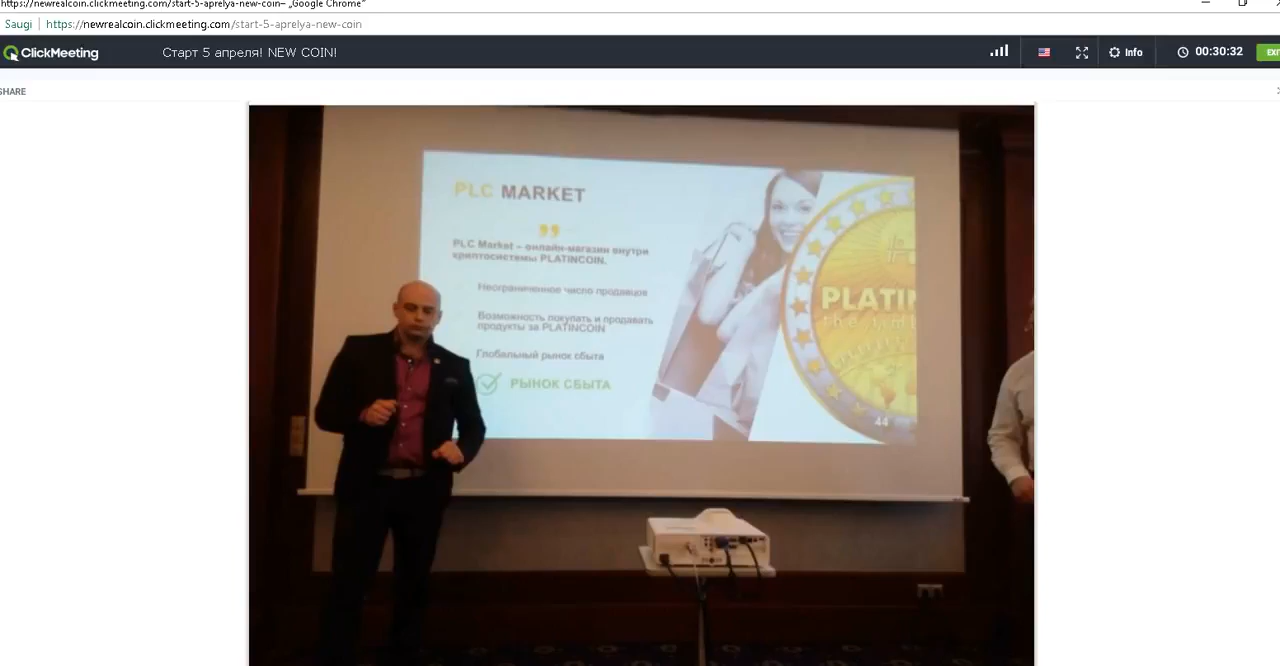 https://newrealcoin.clickmeeting.com/start-5-aprelya-new-coin– „Google Chrome"
Saugi | https://newrealcoin.clickmeeting.com/start-5-aprelya-new-coin
ClickMeeting
Старт 5 апреля! NEW COIN!
Info
00:30:32
EXI
SHARE
PLC MARKET
PLC Market – онлайн-магазин внутри
криптосистемы PLATINCOIN.
Неограниченное число продавцов
Возможность покупать и продавать
продукты за PLATINCOIN
Глобальный рынок сбыта
РЫНОК СБЫТА
PLATIN
the
44